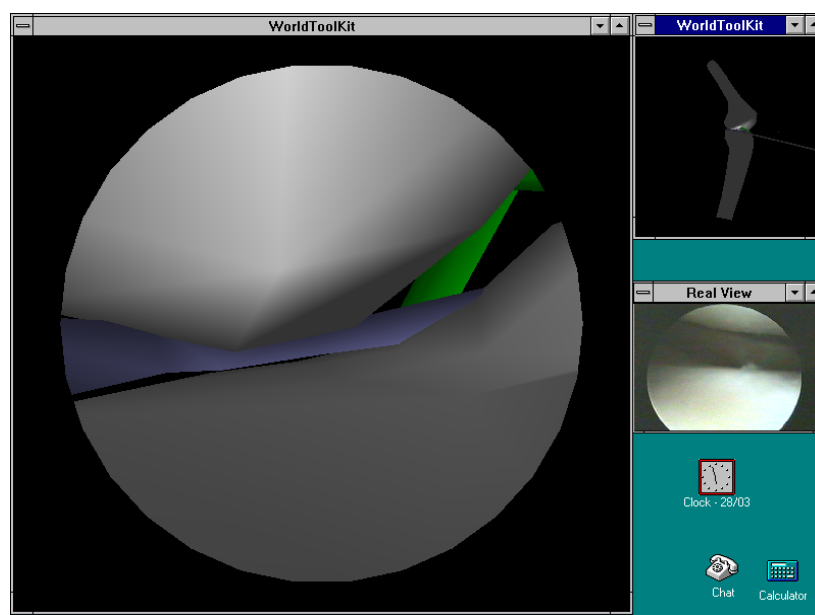 WorldToolKit
WorldToolKit
Real View
Clock - 28/03
Chat
Calculator